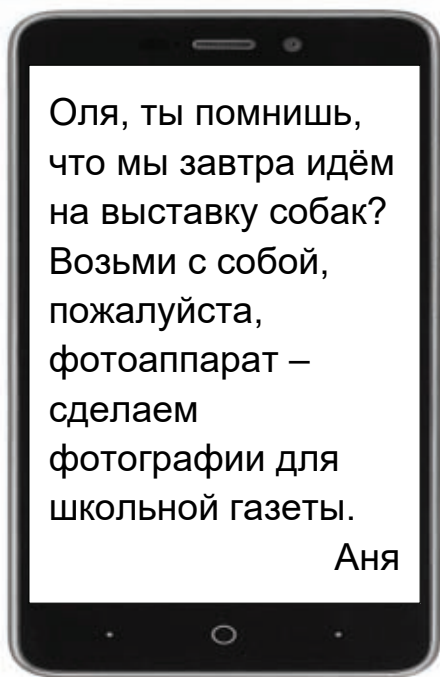 Оля, ты помнишь,
что мы завтра идём
на выставку собак?
Возьми с собой,
пожалуйста,
фотоаппарат –
сделаем
фотографии для
школьной газеты.
Аня